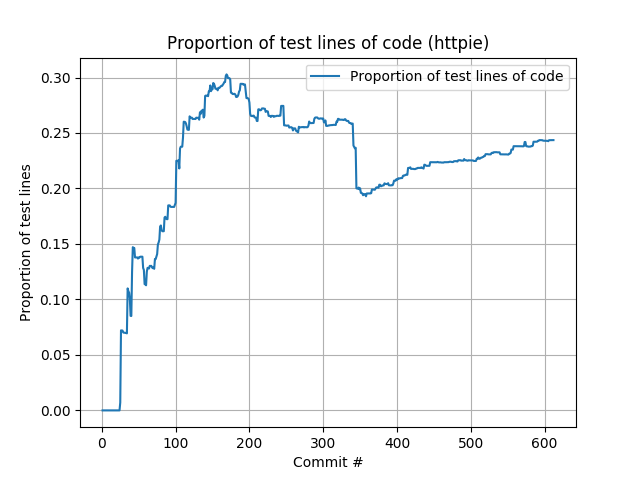 Proportion of test lines of code (httpie)
Proportion of test lines of code
Proportion of test lines
0.30
0.25
0.20
0.15
0.10
0.05
0.00
0 100 200 300 400 500 600
Commit #